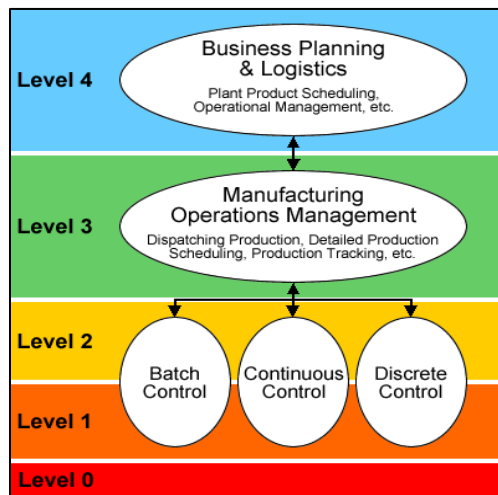 Level 4
Business Planning
& Logistics
Plant Product Scheduling,
Operational Management, etc.
Level 3
Manufacturing
Operations Management
Dispatching Production, Detailed Production
Scheduling, Production Tracking, etc.
Level 2
Batch
Control
Continuous
Control
Discrete
Control
Level 1
Level 0